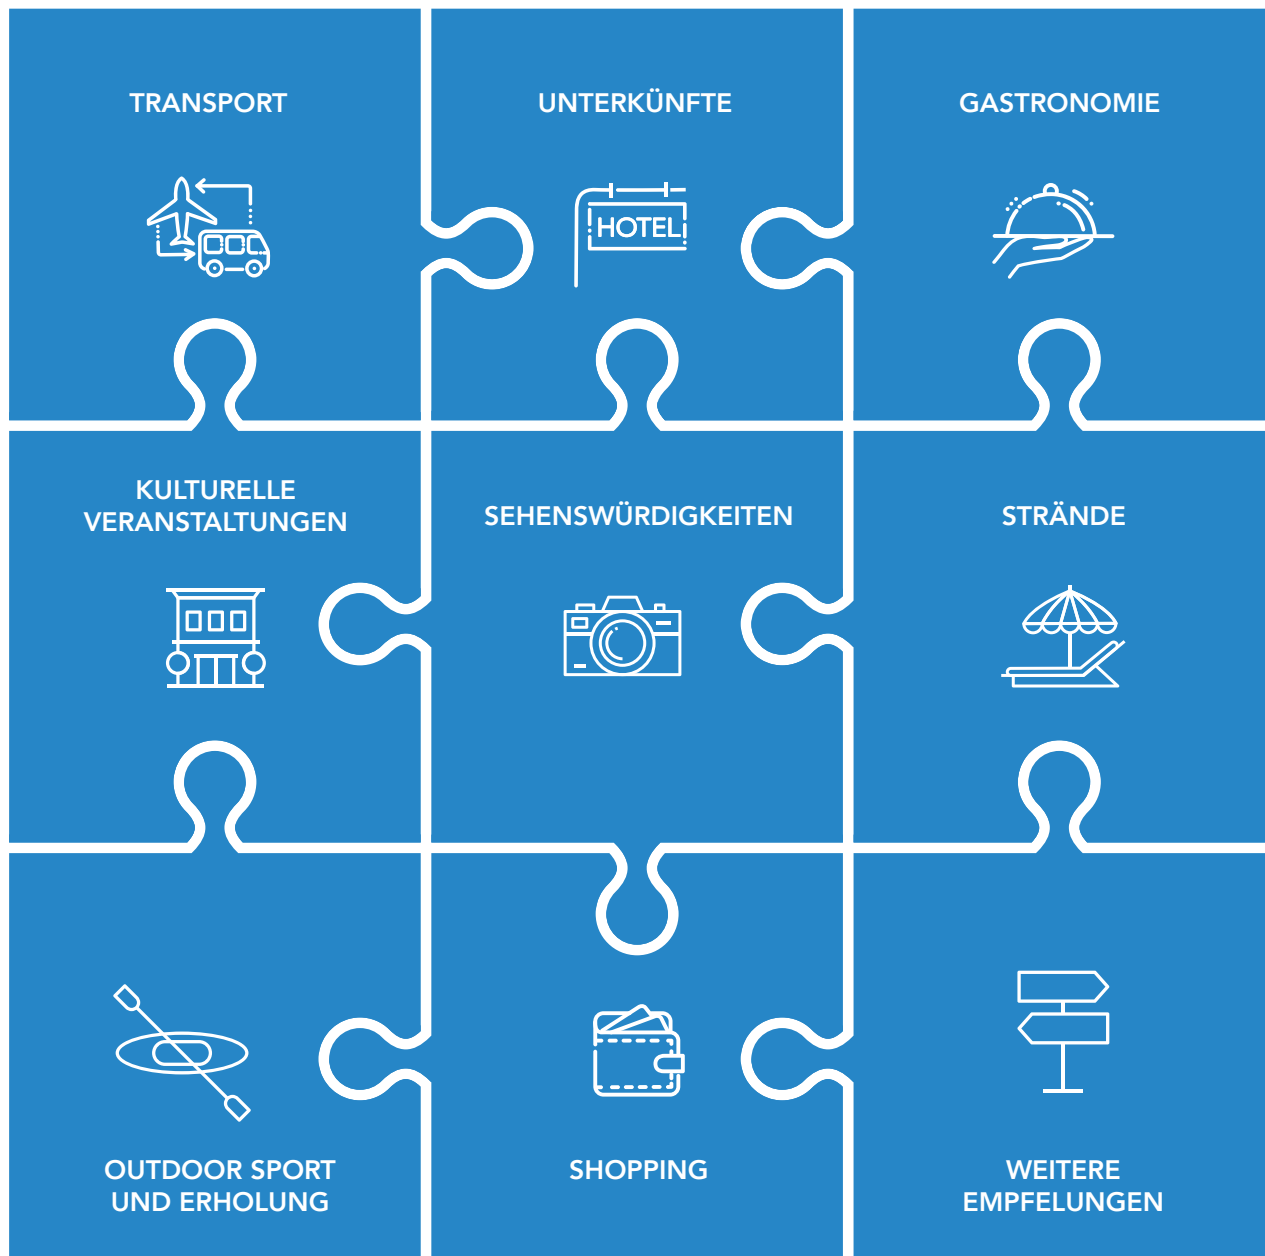 TRANSPORT
UNTERKÜNFTE
GASTRONOMIE
HOTEL
KULTURELLE
VERANSTALTUNGEN
SEHENSWÜRDIGKEITEN
STRÄNDE
OUTDOOR SPORT
UND ERHOLUNG
SHOPPING
WEITERE
EMPFELUNGEN